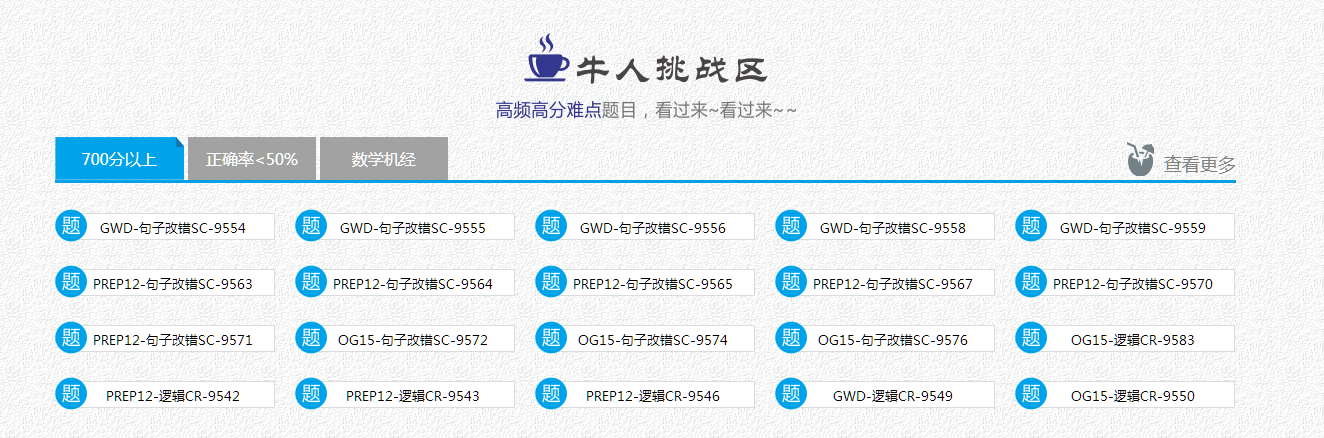 牛人挑战区
高频高分难点题目，看过来~看过来~~
700分以上 正确率<50% 数学机经 查看更多
题 GWD-句子改错SC-9554 题 GWD-句子改错SC-9555 题 GWD-句子改错SC-9556 题 GWD-句子改错SC-9558 题 GWD-句子改错SC-9559
题 PREP12-句子改错SC-9563 题 PREP12-句子改错SC-9564 题 PREP12-句子改错SC-9565 题 PREP12-句子改错SC-9567 题 PREP12-句子改错SC-9570
题 PREP12-句子改错SC-9571 题 OG15-句子改错SC-9572 题 OG15-句子改错SC-9574 题 OG15-句子改错SC-9576 题 OG15-逻辑CR-9583
题 PREP12-逻辑CR-9542 题 PREP12-逻辑CR-9543 题 PREP12-逻辑CR-9546 题 GWD-逻辑CR-9549 题 OG15-逻辑CR-9550